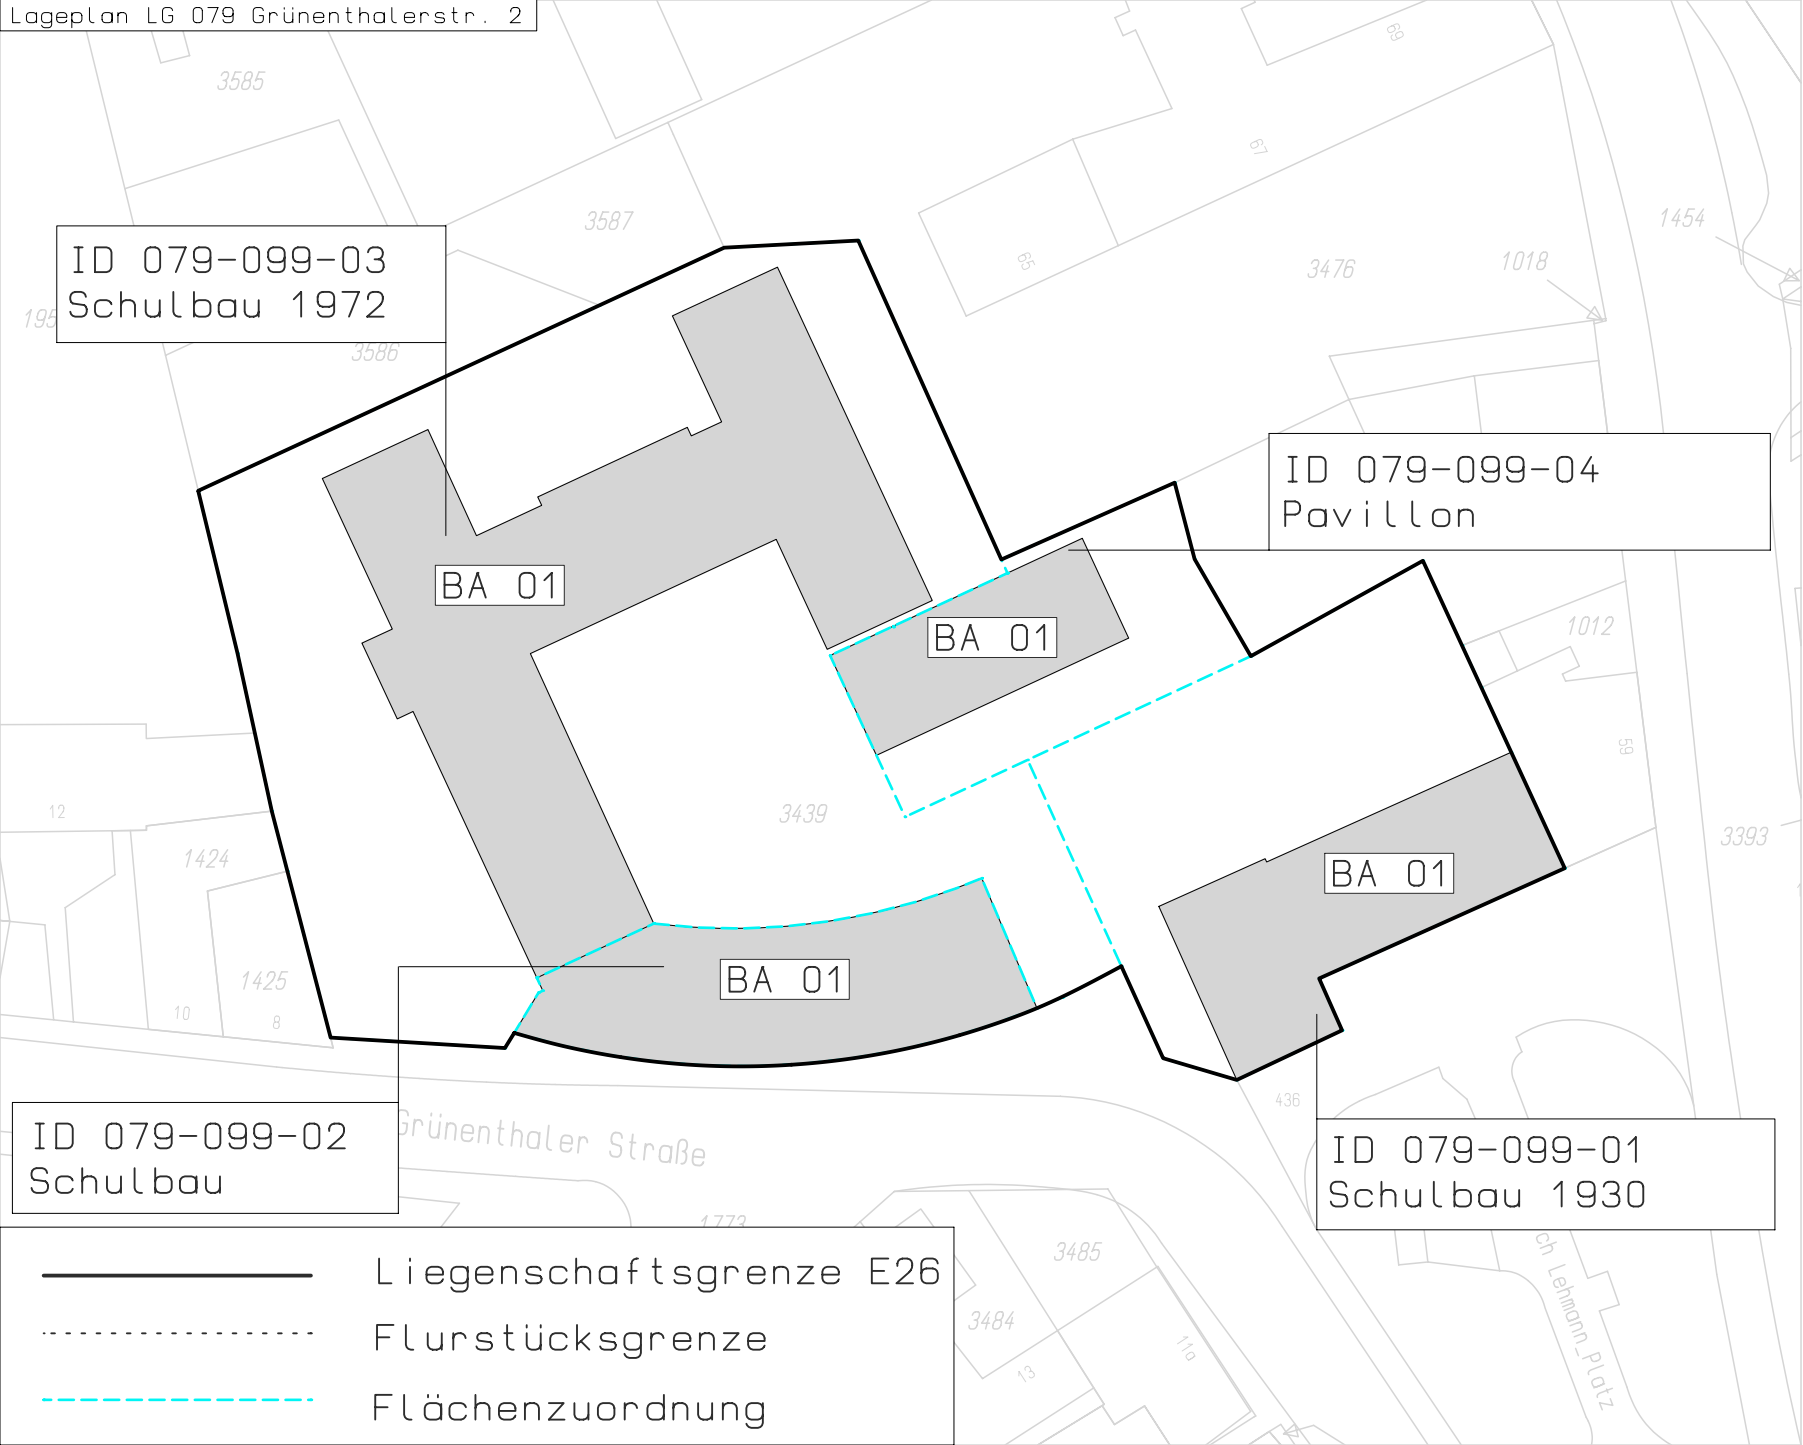 Lageplan LG 079 Grünenthalerstr. 2
3585
69
67
3587
1454
65
3476
1018
ID 079-099-03
Schulbau 1972
3586
ID 079-099-04
Pavillon
BA 01
BA 01
1012
59
12
3439
3393
1424
BA 01
1425
BA 01
10
8
436
Grünenthaler Straße
ID 079-099-02
Schulbau
ID 079-099-01
Schulbau 1930
1773
3485
3484
11a
13
Lehmann_Platz
Liegenschaftsgrenze E26
Flurstücksgrenze
Flächenzuordnung